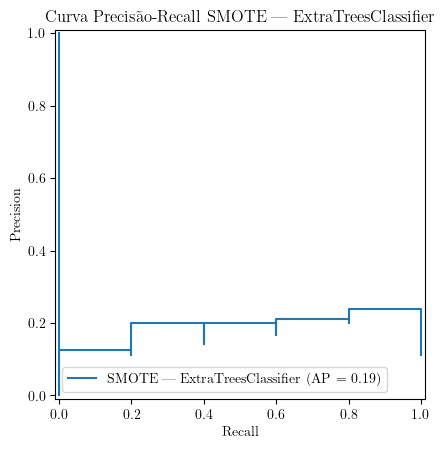 Curva Precisão-Recall SMOTE — ExtraTreesClassifier
1.0
0.8
0.6
0.4
0.2
0.0
Precision
SMOTE — ExtraTreesClassifier (AP = 0.19)
0.0 0.2 0.4 0.6 0.8 1.0
Recall